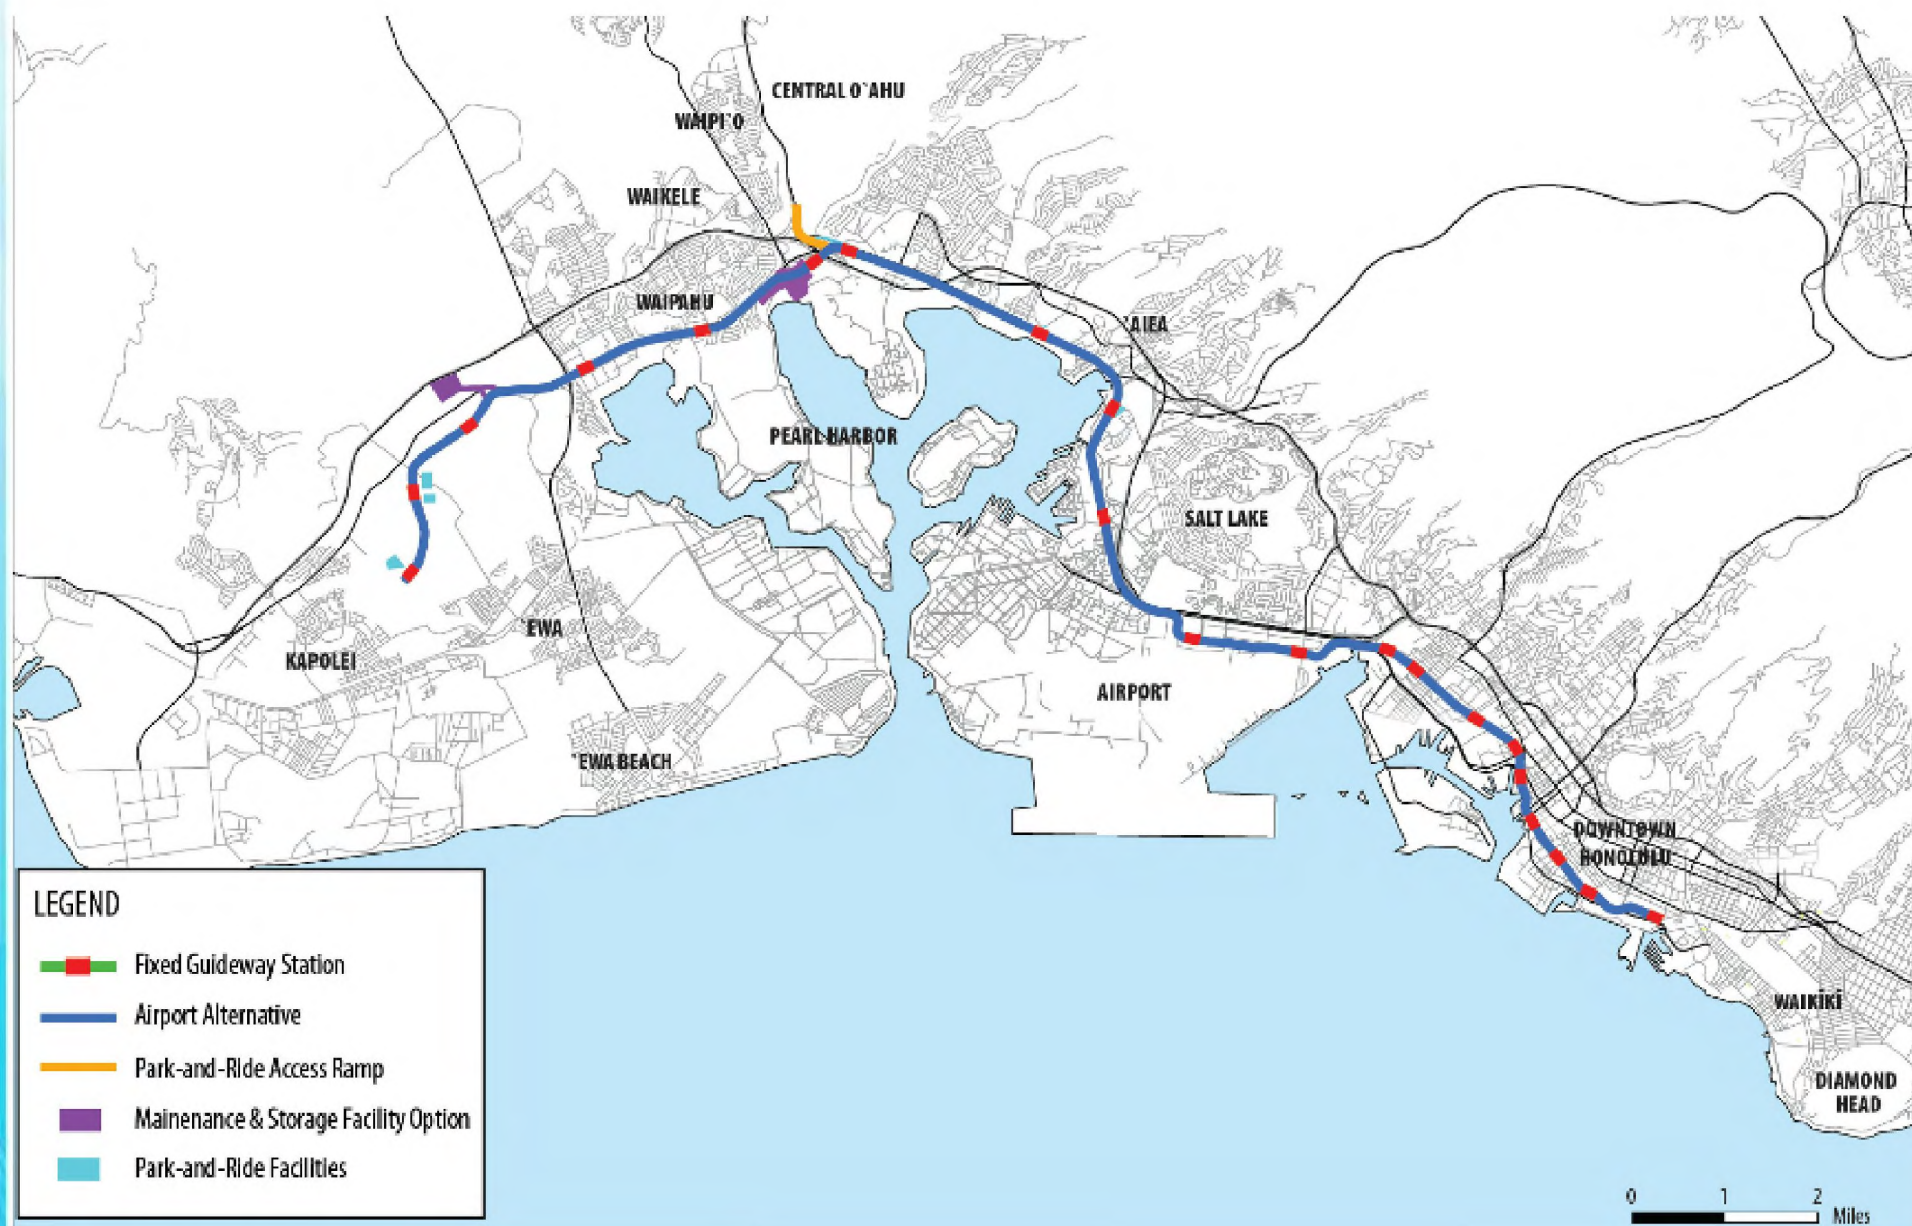 CENTRAL O`AHU
WAIPI`O
WAIKELE
WAIPAHU
`AIEA
PEARL HARBOR
SALT LAKE
`EWA
KAPOLEI
AIRPORT
`EWA BEACH
DOWNTOWN
HONOLULU
WAIKĪKĪ
DIAMOND
HEAD
LEGEND
Fixed Guideway Station
Airport Alternative
Park-and-Ride Access Ramp
Mainenance & Storage Facility Option
Park-and-Ride Facilities
0 1 2
Miles